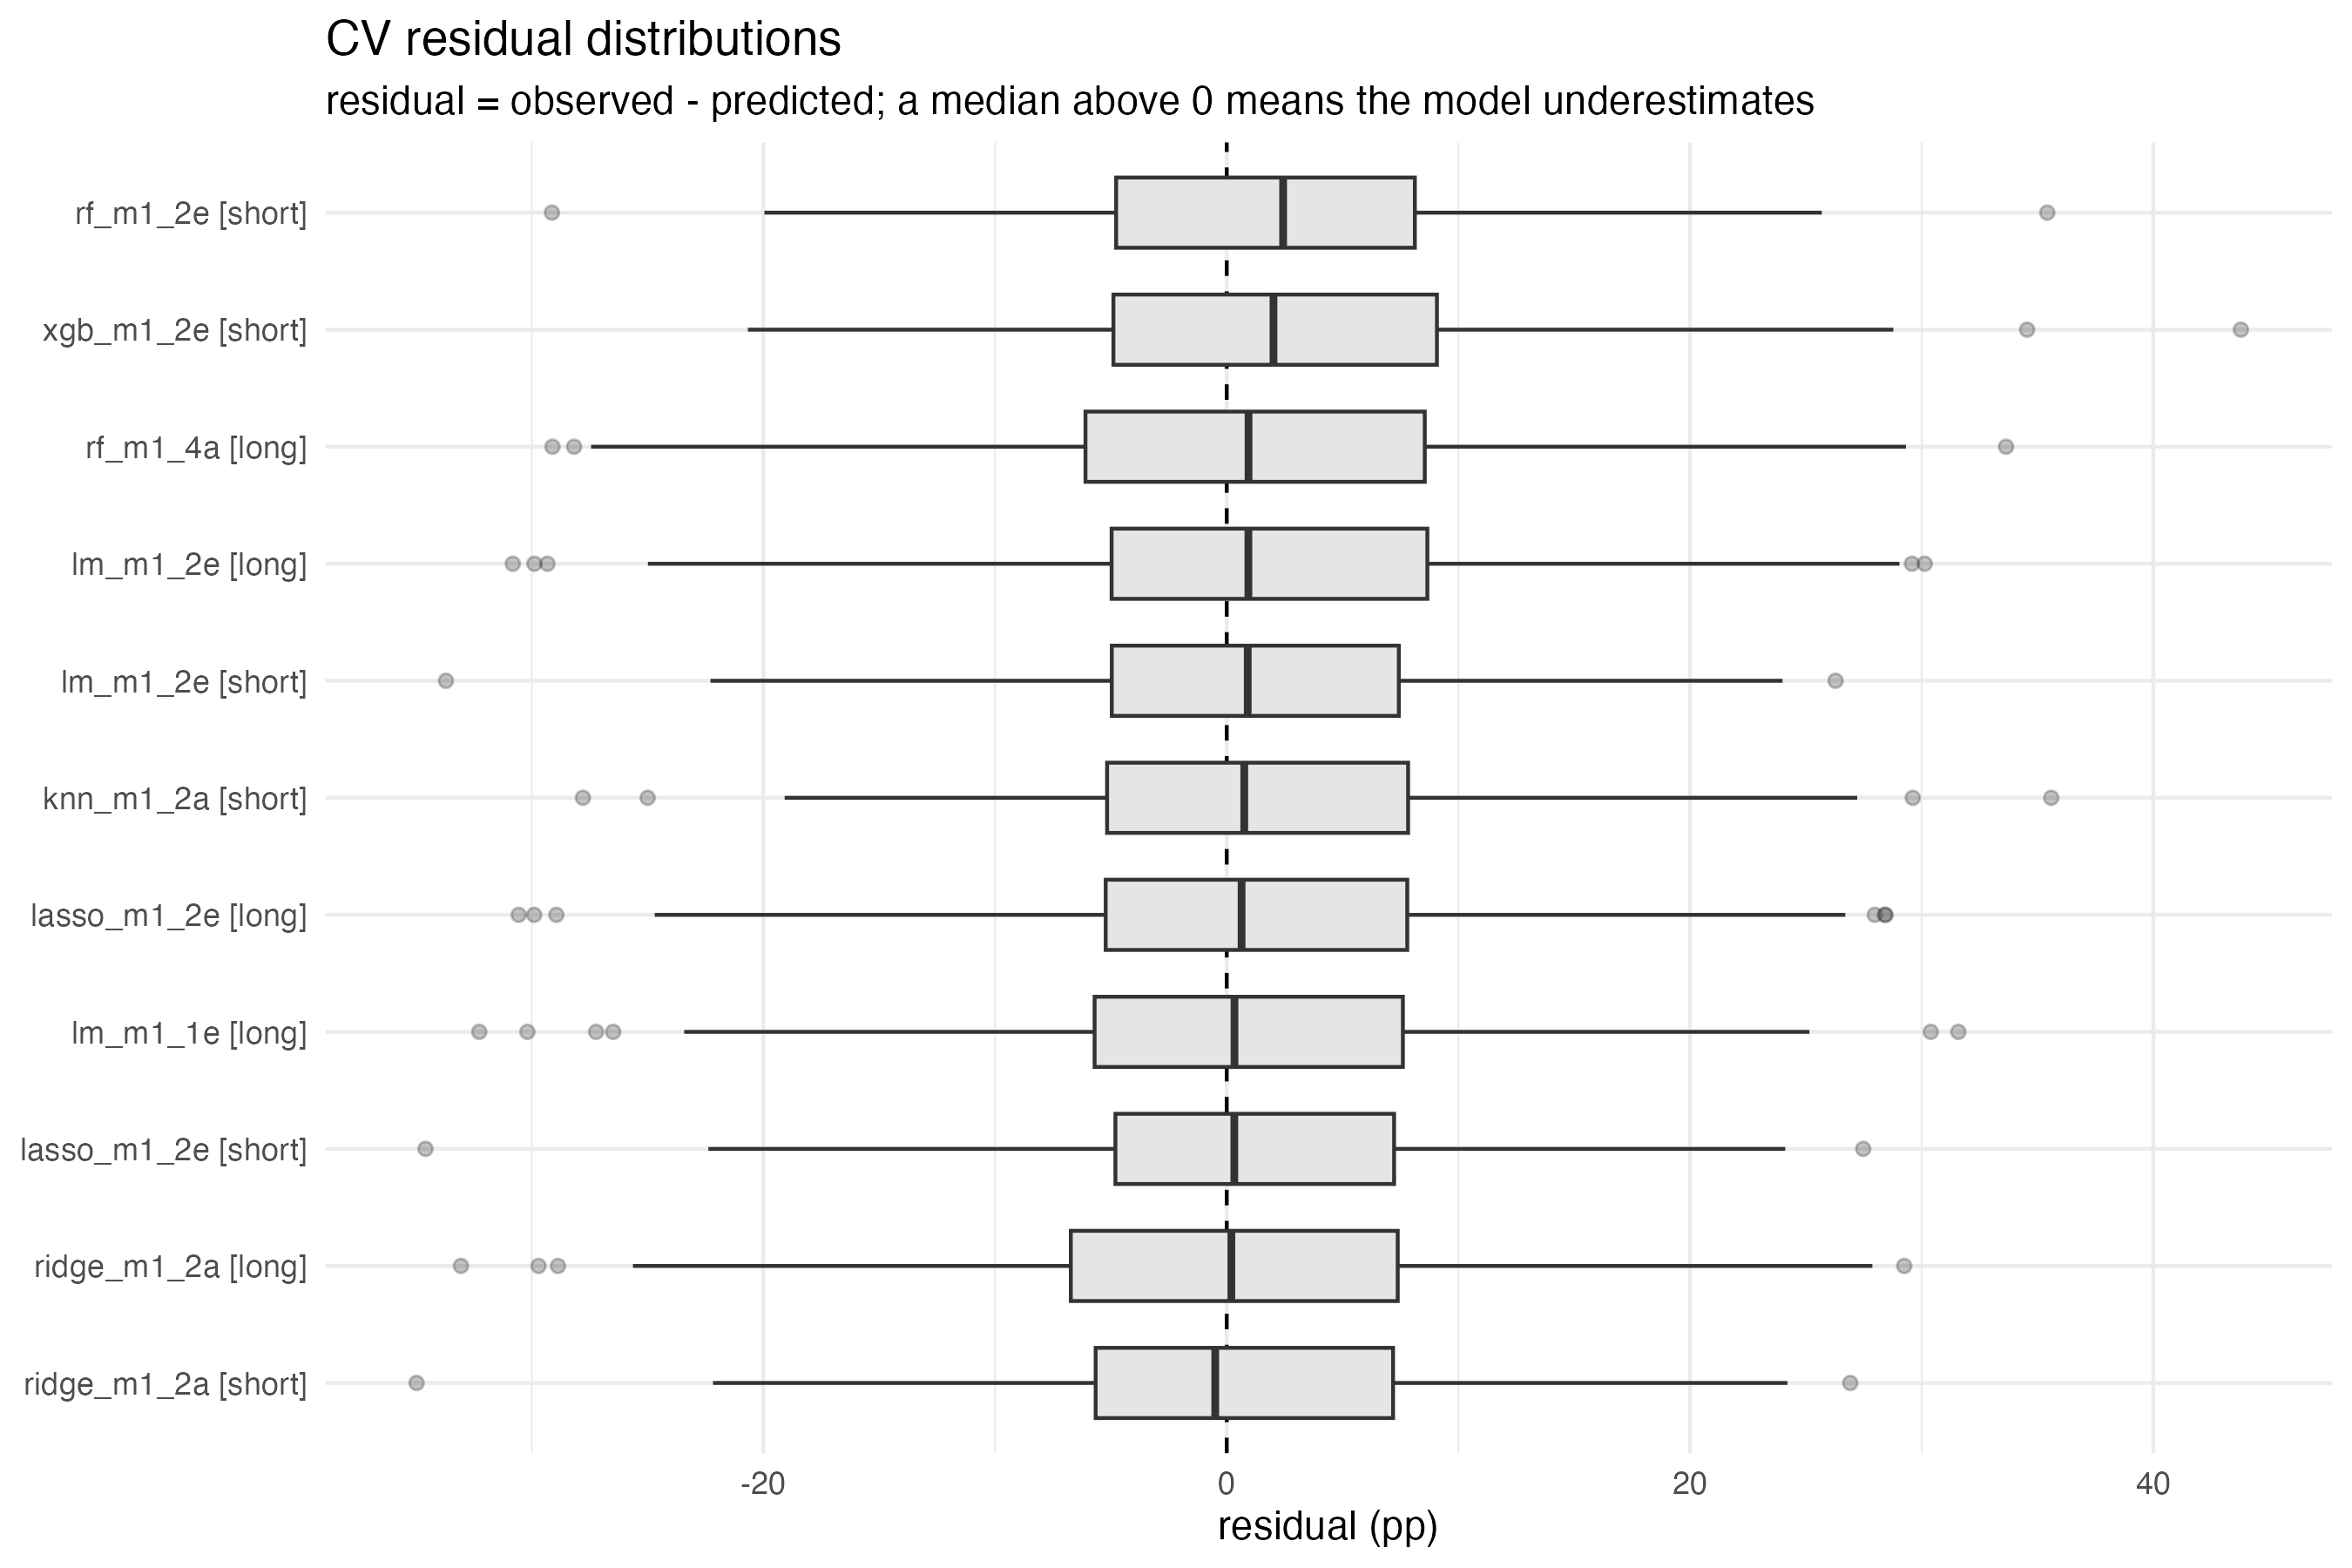 CV residual distributions
residual = observed - predicted; a median above 0 means the model underestimates
rf_m1_2e [short]
xgb_m1_2e [short]
rf_m1_4a [long]
lm_m1_2e [long]
lm_m1_2e [short]
knn_m1_2a [short]
lasso_m1_2e [long]
lm_m1_1e [long]
lasso_m1_2e [short]
ridge_m1_2a [long]
ridge_m1_2a [short]
-20 0 20 40
residual (pp)